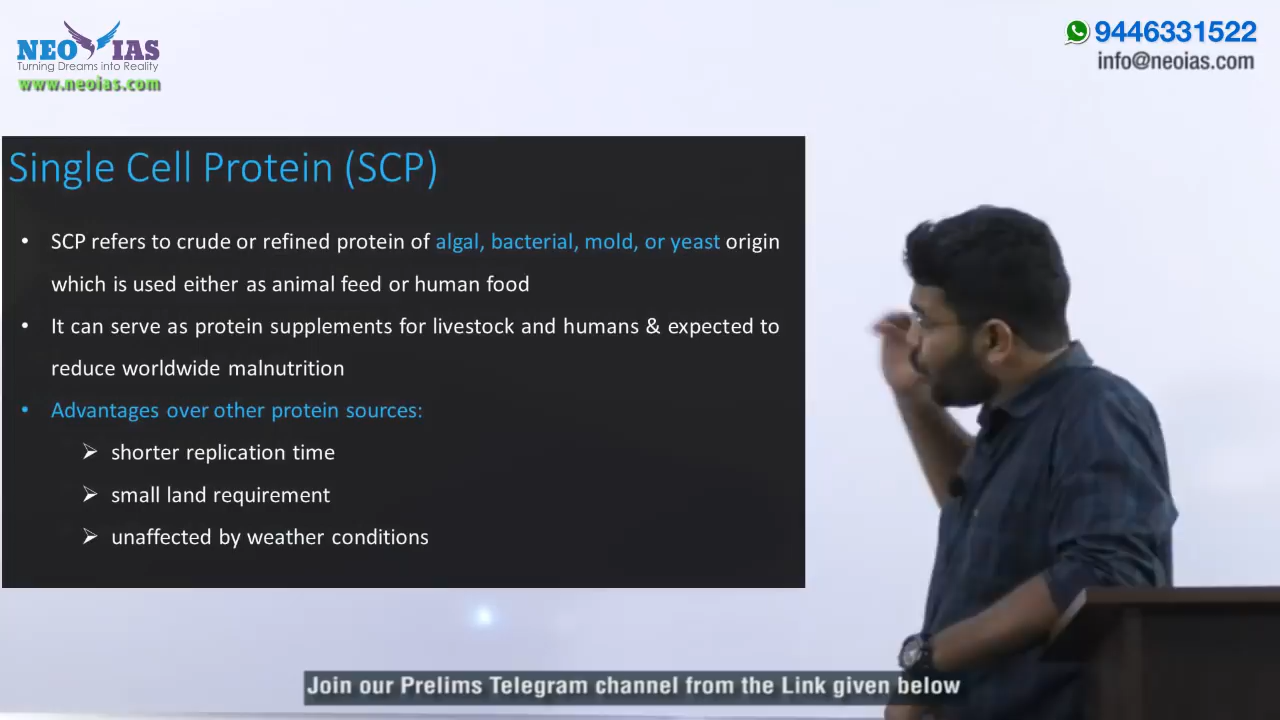 NEO IAS
Turning Dreams into Reality
www.neoias.com
9446331522
info@neoias.com
Single Cell Protein (SCP)
• SCP refers to crude or refined protein of algal, bacterial, mold, or yeast origin
which is used either as animal feed or human food
• It can serve as protein supplements for livestock and humans & expected to
reduce worldwide malnutrition
• Advantages over other protein sources:
➢ shorter replication time
➢ small land requirement
➢ unaffected by weather conditions
Join our Prelims Telegram channel from the Link given below